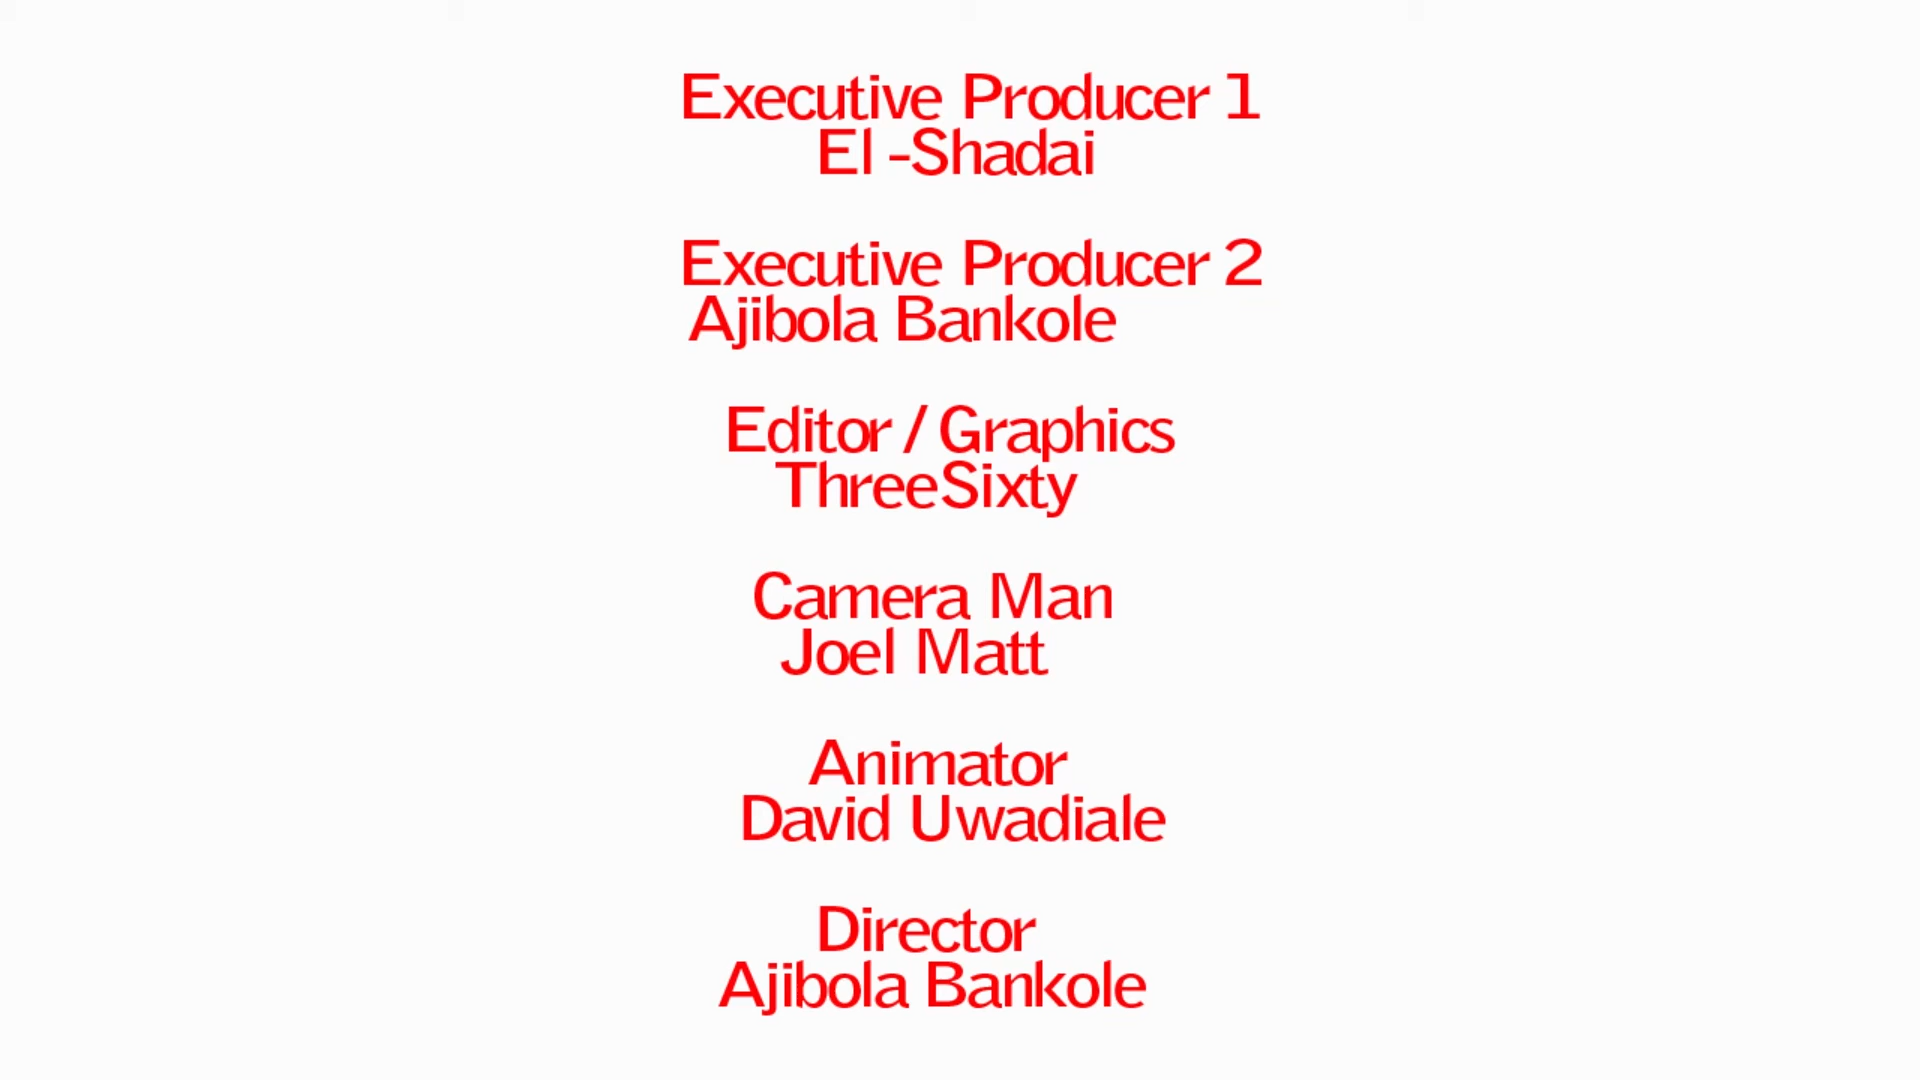 Executive Producer 1
El -Shadai
Executive Producer 2
Ajibola Bankole
Editor / Graphics
ThreeSixty
Camera Man
Joel Matt
Animator
David Uwadiale
Director
Ajibola Bankole